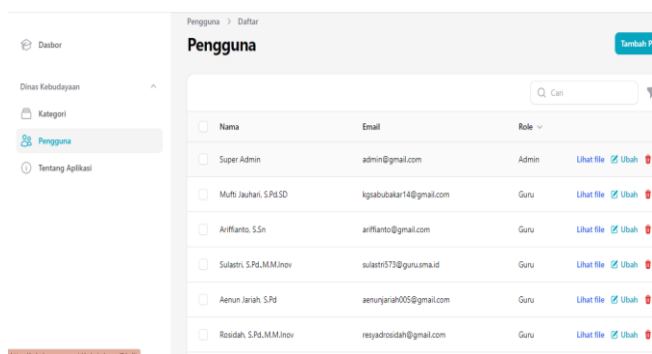 Pengguna > Daftar
Dasbor
Pengguna
Tambah P
Dinas Kebudayaan
Cari
Kategori
Nama Email Role
Pengguna
Super Admin admin@gmail.com Admin Lihat file Ubah
Tentang Aplikasi
Mufti Jauhari, S.Pd.SD kgsabubakar14@gmail.com Guru Lihat file Ubah
Ariffianto, S.Sn ariffianto@gmail.com Guru Lihat file Ubah
Sulastri, S.Pd.,M.M.Inov sulastri573@guru.sma.id Guru Lihat file Ubah
Aenun Jariah, S.Pd aenunjariah005@gmail.com Guru Lihat file Ubah
Rosidah, S.Pd.,M.M.Inov resyadrosidah@gmail.com Guru Lihat file Ubah